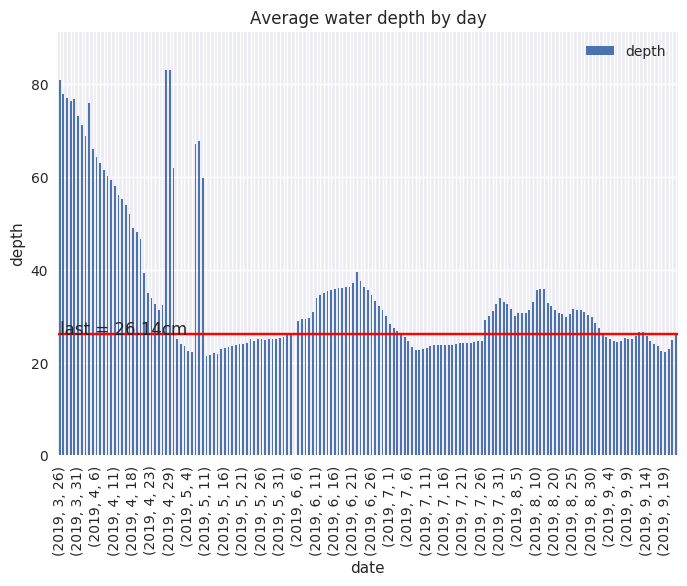 Average water depth by day
depth
80
60
40
20
0
depth
last = 26.14cm
(2019, 3, 26)
(2019, 3, 31)
(2019, 4, 6)
(2019, 4, 11)
(2019, 4, 18)
(2019, 4, 23)
(2019, 4, 29)
(2019, 5, 4)
(2019, 5, 11)
(2019, 5, 16)
(2019, 5, 21)
(2019, 5, 26)
(2019, 5, 31)
(2019, 6, 6)
(2019, 6, 11)
(2019, 6, 16)
(2019, 6, 21)
(2019, 6, 26)
(2019, 7, 1)
(2019, 7, 6)
(2019, 7, 11)
(2019, 7, 16)
(2019, 7, 21)
(2019, 7, 26)
(2019, 7, 31)
(2019, 8, 5)
(2019, 8, 10)
(2019, 8, 20)
(2019, 8, 25)
(2019, 8, 30)
(2019, 9, 4)
(2019, 9, 9)
(2019, 9, 14)
(2019, 9, 19)
date